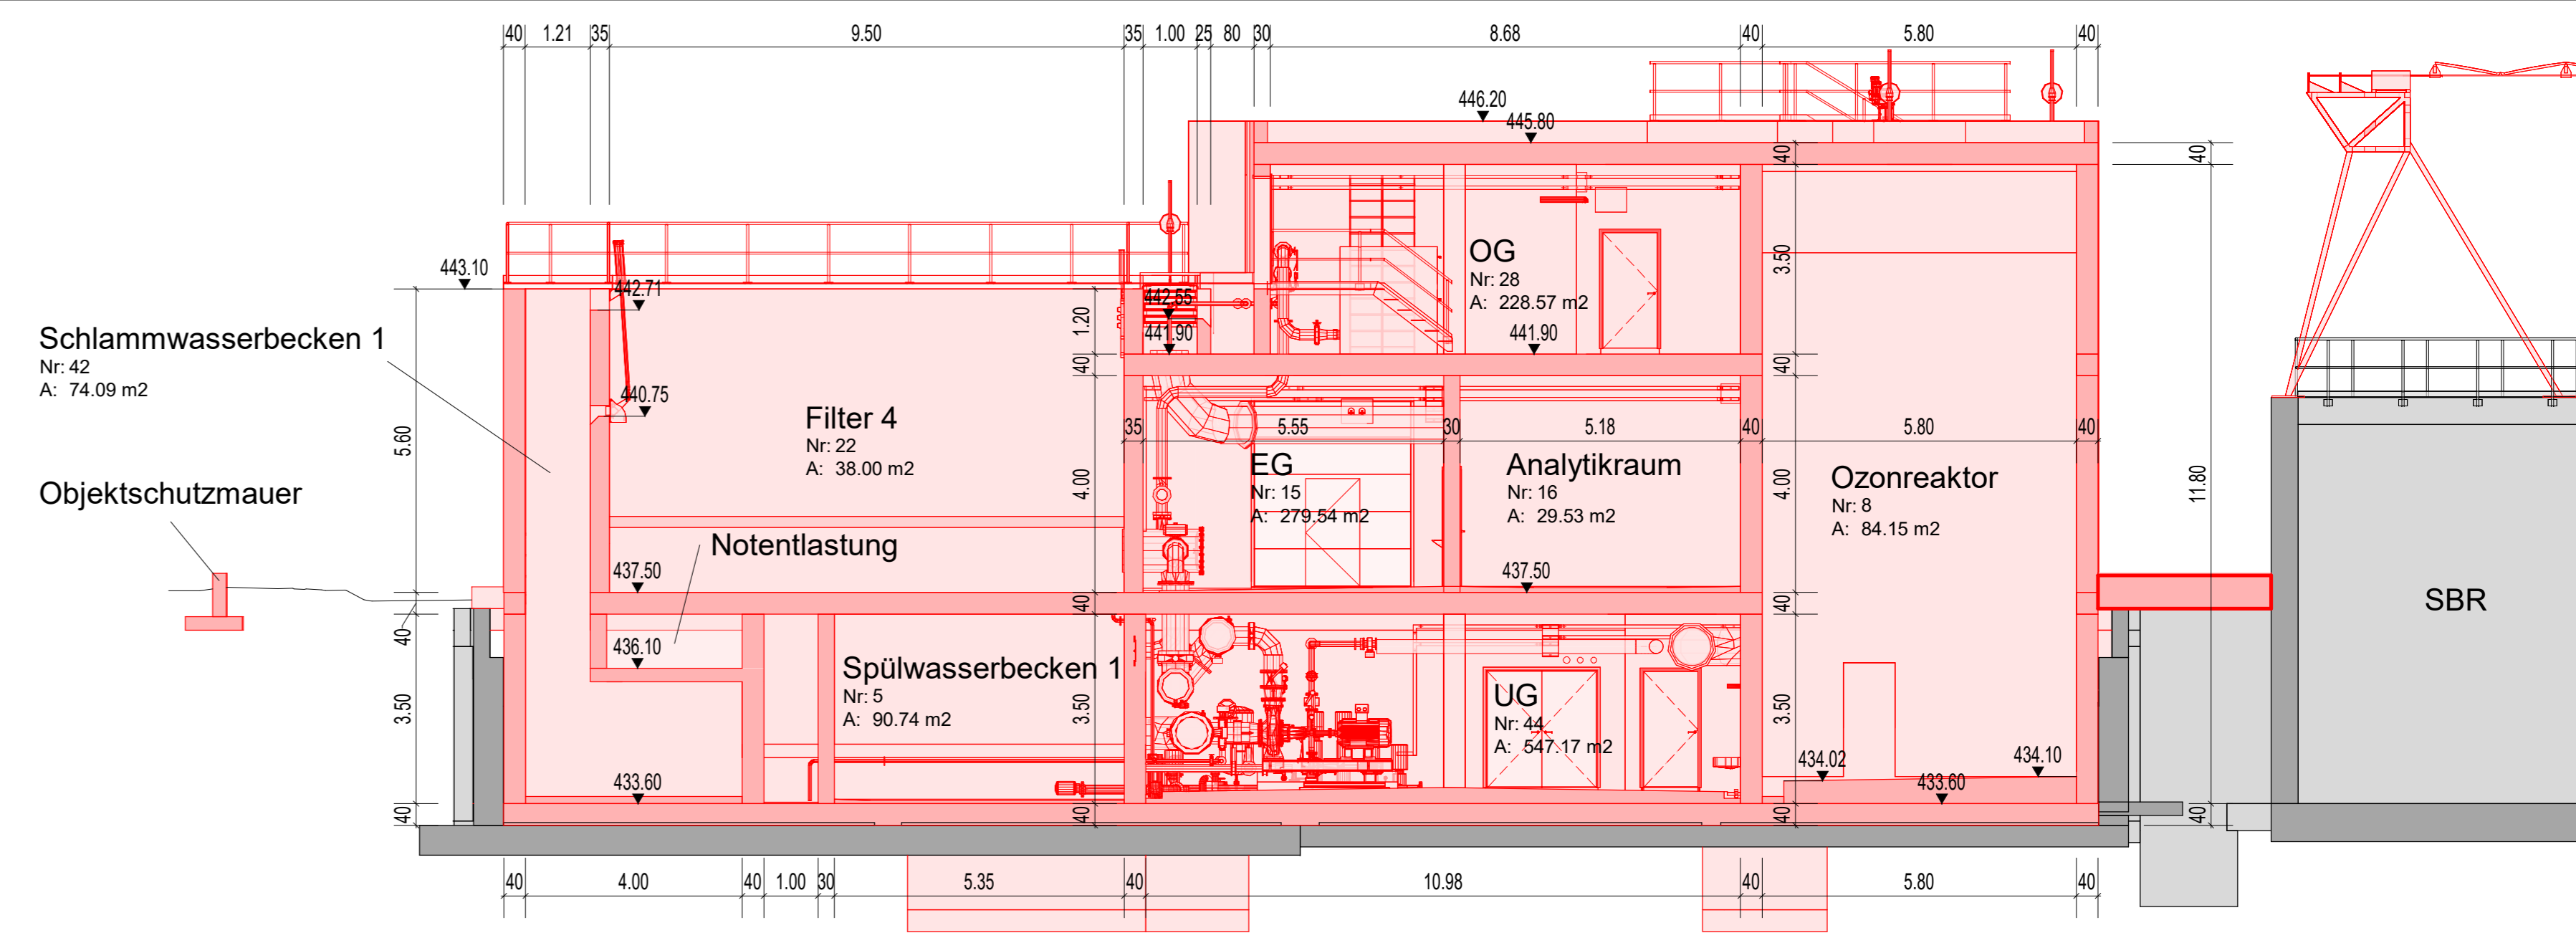 40 1.21 35 9.50 35 1.00 25 80 30 8.68 40 5.80 40
446.20
445.80
40
40
3.50
OG
Nr: 28
A: 228.57 m2
443.10
442.71
442.55
1.20
441.90
441.90
Schlammwasserbecken 1
Nr: 42
A: 74.09 m2
40
40
440.75
Filter 4
Nr: 22
A: 38.00 m2
5.60
35 5.55 30 5.18 40 5.80 40
EG
Nr: 15
A: 279.54 m2
Analytikraum
Nr: 16
A: 29.53 m2
Ozonreaktor
Nr: 8
A: 84.15 m2
4.00
4.00
11.80
Objektschutzmauer
Notentlastung
437.50
437.50
SBR
40
40
40
436.10
Spülwasserbecken 1
Nr: 5
A: 90.74 m2
UG
Nr: 44
A: 547.17 m2
3.50
3.50
3.50
433.60
434.02
434.10
433.60
40
40
40
40
40 4.00 40 1.00 30 5.35 40 10.98 40 5.80 40